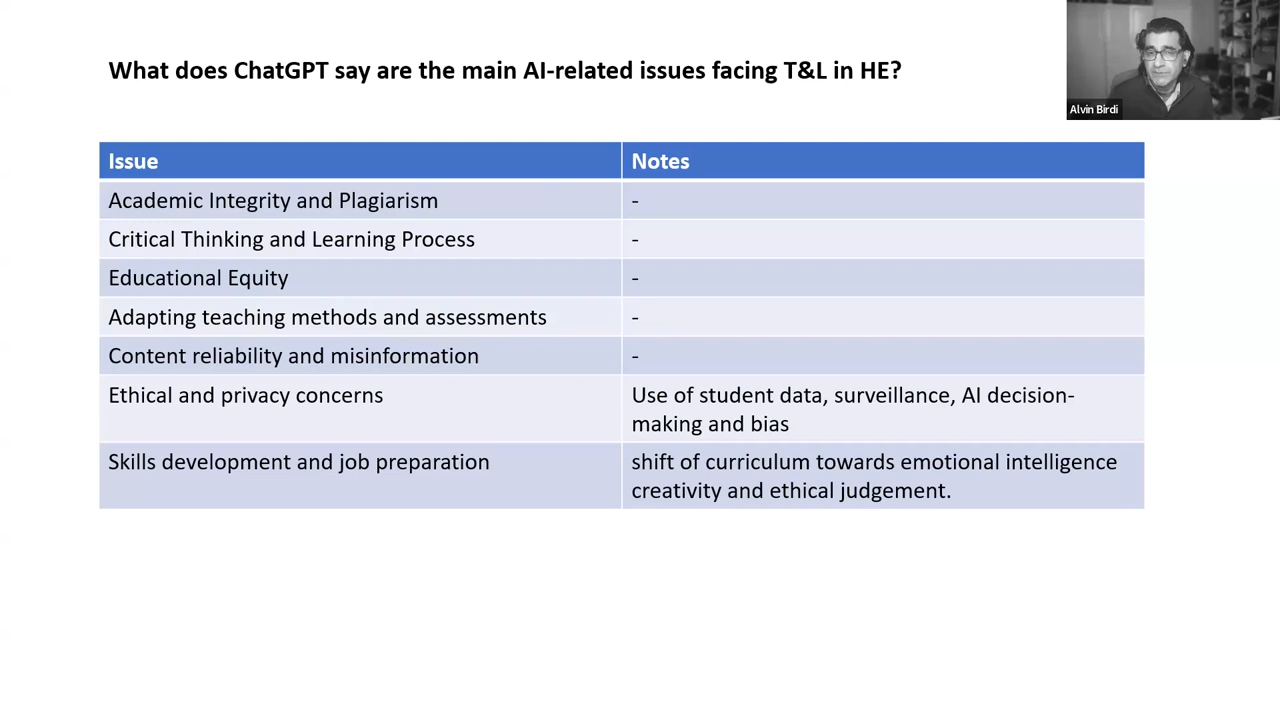 What does ChatGPT say are the main AI-related issues facing T&L in HE?
Alvin Birdi
Issue Notes
Academic Integrity and Plagiarism -
Critical Thinking and Learning Process -
Educational Equity -
Adapting teaching methods and assessments -
Content reliability and misinformation -
Ethical and privacy concerns Use of student data, surveillance, AI decision-
making and bias
Skills development and job preparation shift of curriculum towards emotional intelligence
creativity and ethical judgement.